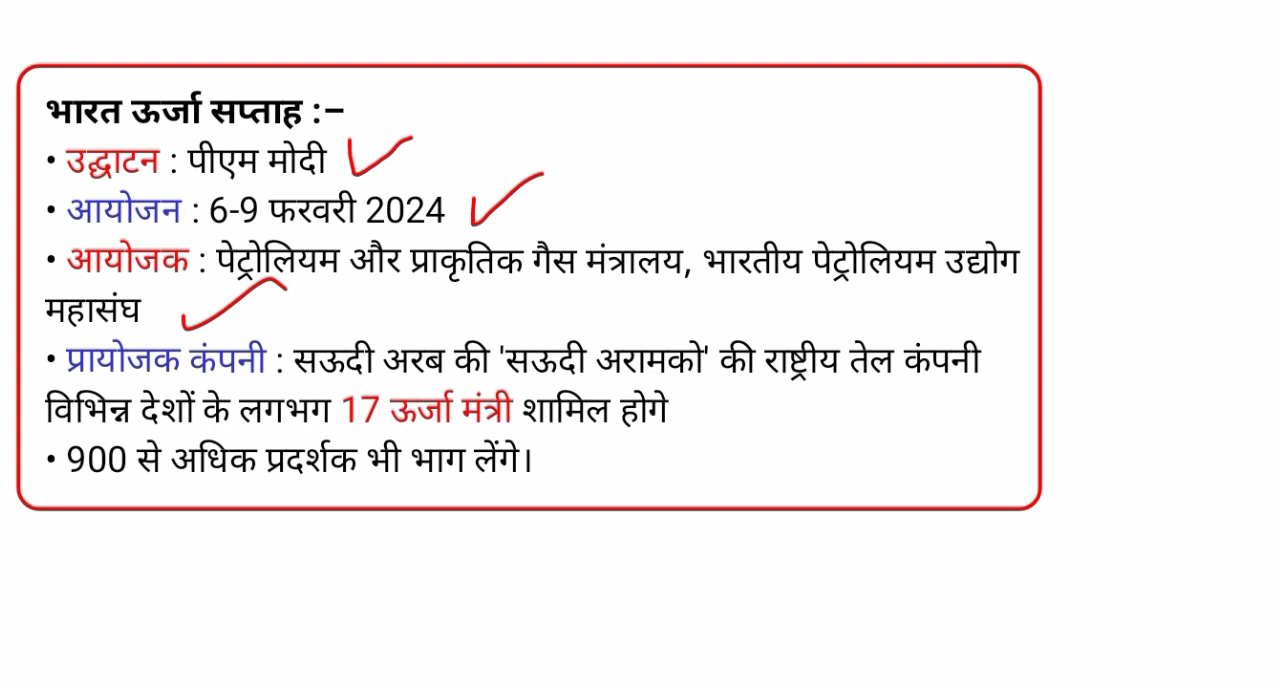 भारत ऊर्जा सप्ताह :–
• उद्घाटन : पीएम मोदी
• आयोजन : 6-9 फरवरी 2024
• आयोजक : पेट्रोलियम और प्राकृतिक गैस मंत्रालय, भारतीय पेट्रोलियम उद्योग
महासंघ
• प्रायोजक कंपनी : सऊदी अरब की 'सऊदी अरामको' की राष्ट्रीय तेल कंपनी
विभिन्न देशों के लगभग 17 ऊर्जा मंत्री शामिल होगे
• 900 से अधिक प्रदर्शक भी भाग लेंगे।